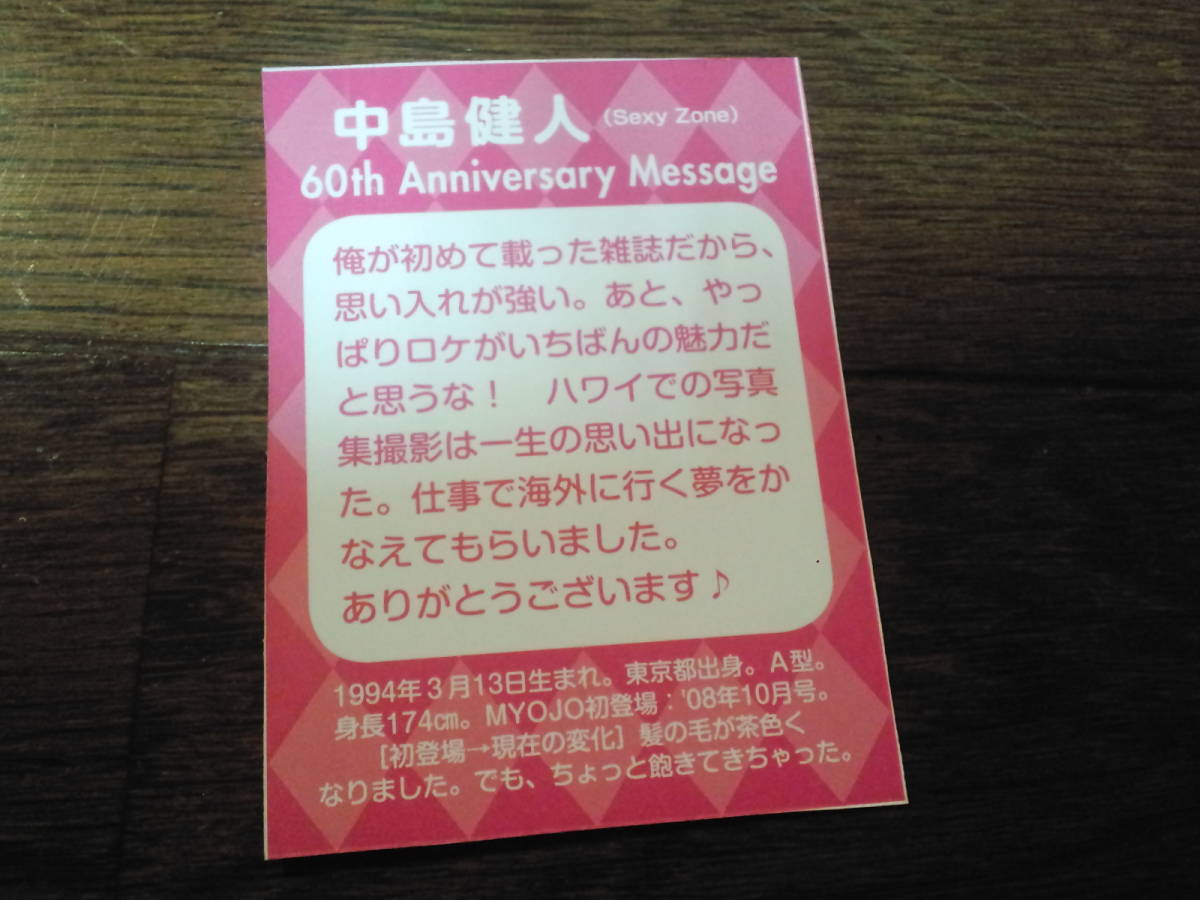 中島健人（Sexy Zone）
60th Anniversary Message
俺が初めて載った雑誌だから、
思い入れが強い。あと、やっ
ぱりロケがいちばんの魅力だ
と思うな！　ハワイでの写真
集撮影は一生の思い出になっ
た。仕事で海外に行く夢をか
なえてもらいました。
ありがとうございます♪
1994年３月13日生まれ。東京都出身。Ａ型。
身長174㎝。MYOJO初登場：'08年10月号。
［初登場→現在の変化］髪の毛が茶色く
なりました。でも、ちょっと飽きてきちゃった。